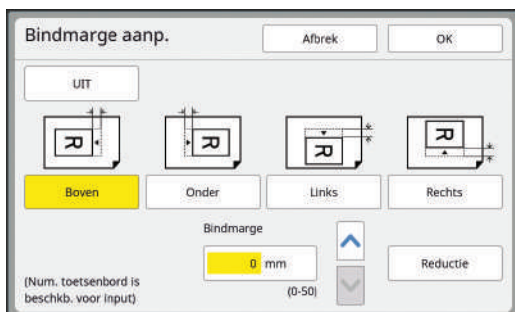 Bindmarge aanp.
Afbrek
OK
UIT
R R R R
Boven Onder Links Rechts
Bindmarge
0 mm
Reductie
(0-50)
(Num. toetsenbord is
beschkb. voor input)